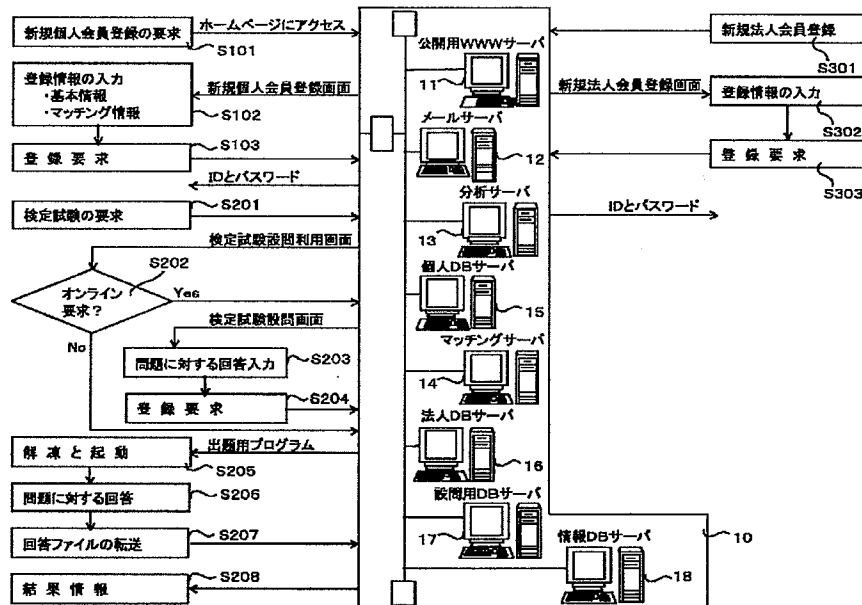 新規個人会員登録の要求
S101
ホームページにアクセス
登録情報の入力
・基本情報
・マッチング情報
S102
新規個人会員登録画面
登録要求
S103
IDとパスワード
検定試験の要求
S201
検定試験設問利用画面
オンライン
要求?
S202
Yes
No
検定試験設問画面
問題に対する回答入力
S203
登録要求
S204
出題用プログラム
解凍と起動
S205
問題に対する回答
S206
回答ファイルの転送
S207
結果情報
S208
公開用WWWサーバ
11
メールサーバ
12
分析サーバ
13
個人DBサーバ
15
マッチングサーバ
14
法人DBサーバ
16
設問用DBサーバ
17
情報DBサーバ
18
10
新規法人会員登録
S301
新規法人会員登録画面
登録情報の入力
S302
登録要求
S303
IDとパスワード